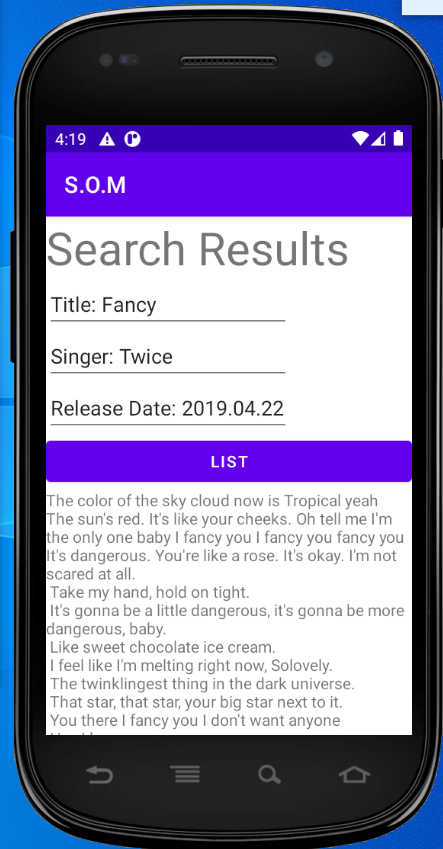 4:19
S.O.M
Search Results
Title: Fancy
Singer: Twice
Release Date: 2019.04.22
LIST
The color of the sky cloud now is Tropical yeah
The sun's red. It's like your cheeks. Oh tell me I'm
the only one baby I fancy you I fancy you fancy you
It's dangerous. You're like a rose. It's okay. I'm not
scared at all.
Take my hand, hold on tight.
It's gonna be a little dangerous, it's gonna be more
dangerous, baby.
Like sweet chocolate ice cream.
I feel like I'm melting right now, Solovely.
The twinklingest thing in the dark universe.
That star, that star, your big star next to it.
You there I fancy you I don't want anyone